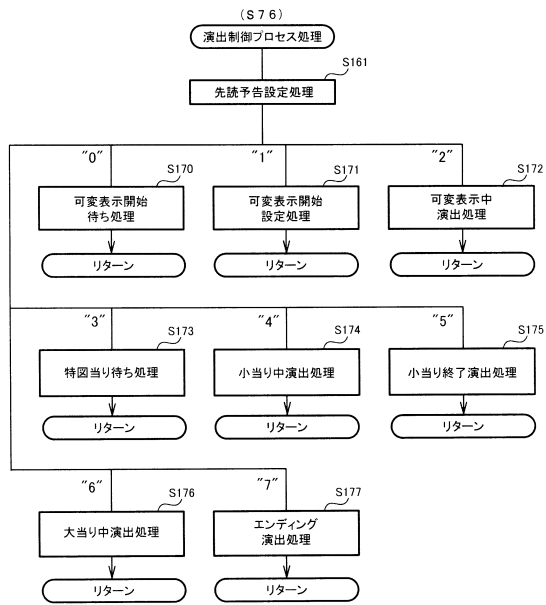 (S76)
演出制御プロセス処理
S161
先読予告設定処理
"0"
"1"
"2"
S170
S171
S172
可変表示開始
待ち処理
可変表示開始
設定処理
可変表示中
演出処理
リターン
リターン
リターン
"3"
"4"
"5"
S173
S174
S175
特図当り待ち処理
小当り中演出処理
小当り終了演出処理
リターン
リターン
リターン
"6"
"7"
S176
S177
大当り中演出処理
エンディング
演出処理
リターン
リターン